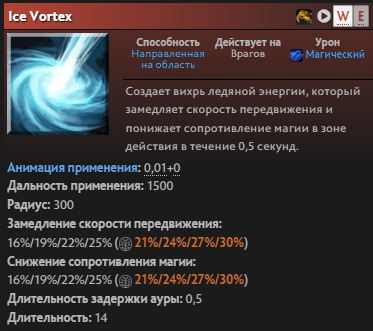 Ice Vortex
W E
Способность Действует на Урон
Направленная на область Врагов Магический
Создает вихрь ледяной энергии, который
замедляет скорость передвижения и
понижает сопротивление магии в зоне
действия в течение 0,5 секунд.
Анимация применения: 0,01+0
Дальность применения: 1500
Радиус: 300
Замедление скорости передвижения:
16%/19%/22%/25% (21%/24%/27%/30%)
Снижение сопротивления магии:
16%/19%/22%/25% (21%/24%/27%/30%)
Длительность задержки ауры: 0,5
Длительность: 14